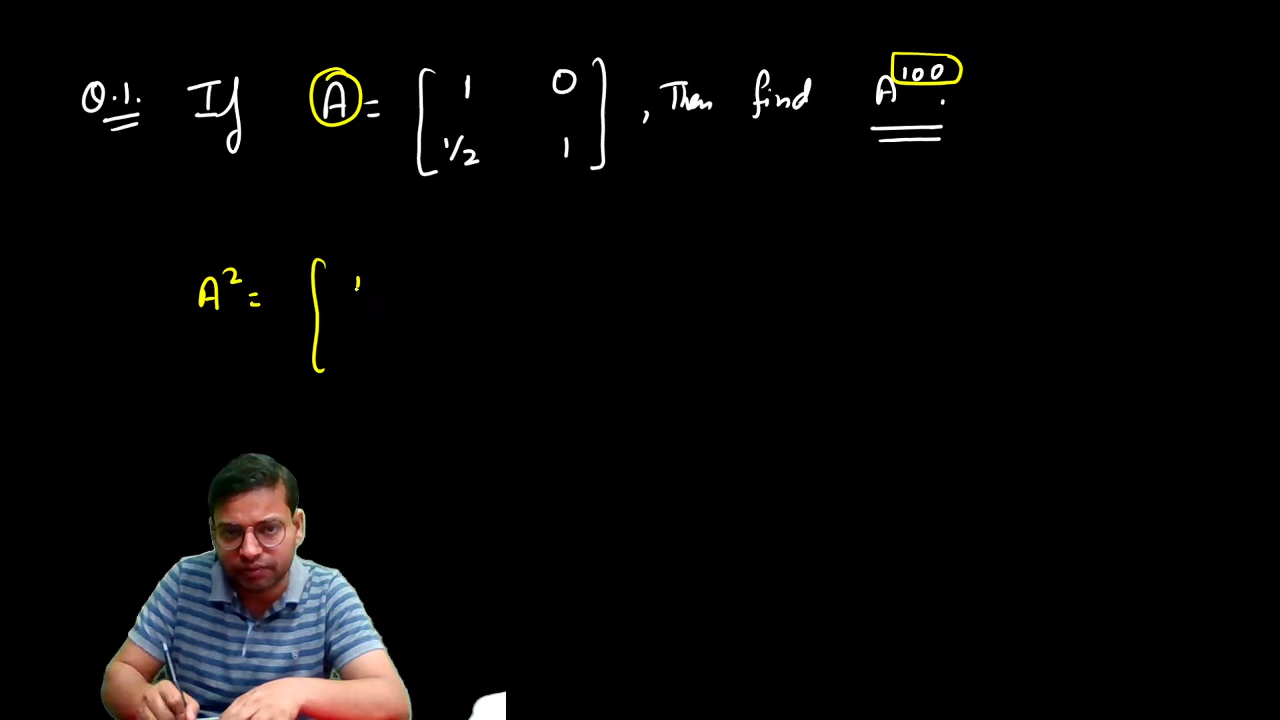 Q.1. If A = [ 1 0 ; 1/2 1 ], Then find A^100.
A^2 = [ 1